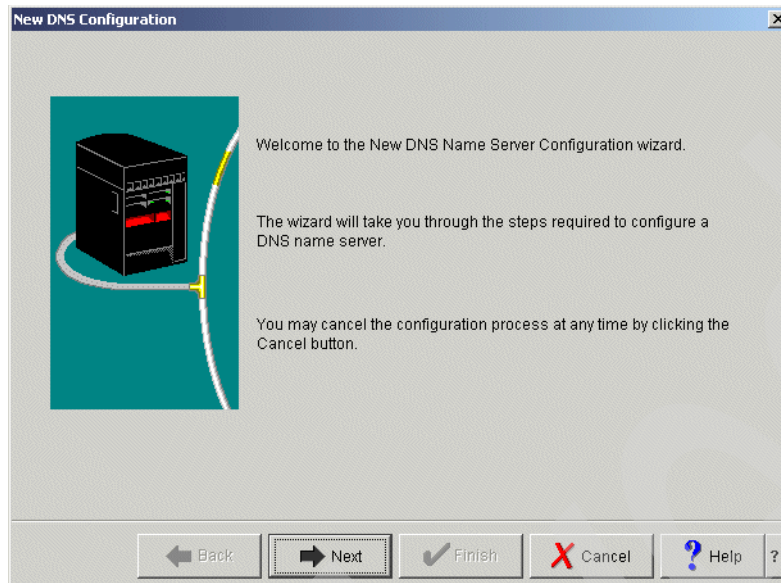 New DNS Configuration
Welcome to the New DNS Name Server Configuration wizard.
The wizard will take you through the steps required to configure a
DNS name server.
You may cancel the configuration process at any time by clicking the
Cancel button.
Back
Next
Finish
Cancel
? Help
?